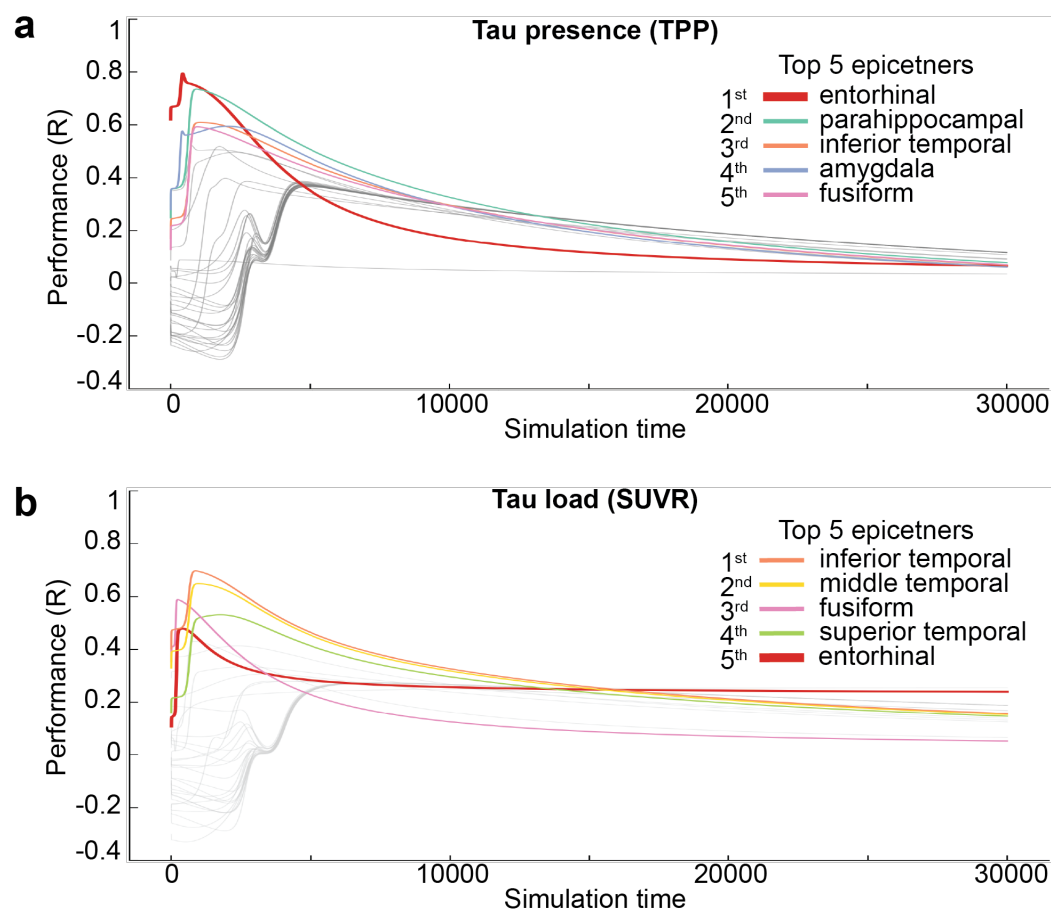 a
Tau presence (TPP)
1
0.8
0.6
0.4
0.2
0
-0.2
-0.4
Performance (R)
Top 5 epicetners
1st entorhinal
2nd parahippocampal
3rd inferior temporal
4th amygdala
5th fusiform
0 10000 20000 30000
Simulation time
b
Tau load (SUVR)
1
0.8
0.6
0.4
0.2
0
-0.2
-0.4
Performance (R)
Top 5 epicetners
1st inferior temporal
2nd middle temporal
3rd fusiform
4th superior temporal
5th entorhinal
0 10000 20000 30000
Simulation time